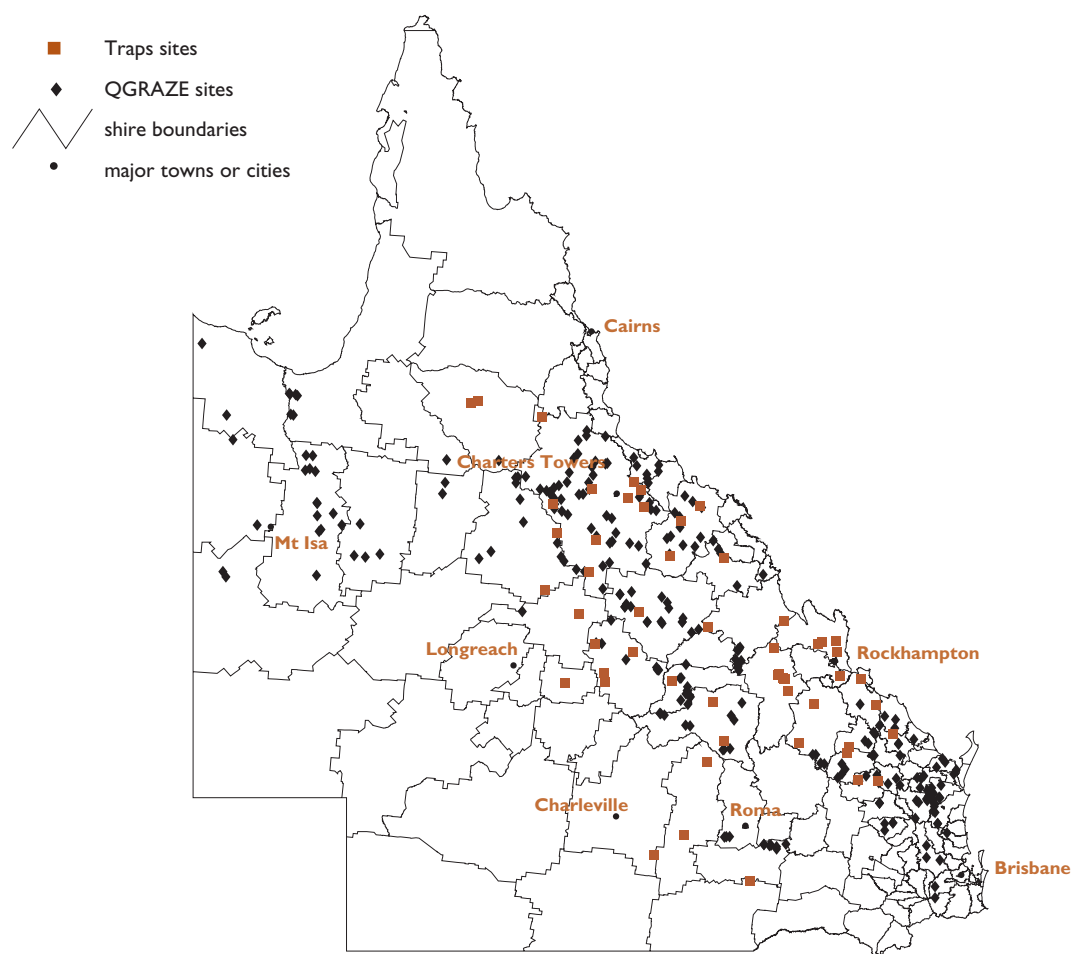 Traps sites
QGRAZE sites
shire boundaries
major towns or cities
Cairns
Charters Towers
Mt Isa
Longreach
Rockhampton
Charleville
Roma
Brisbane